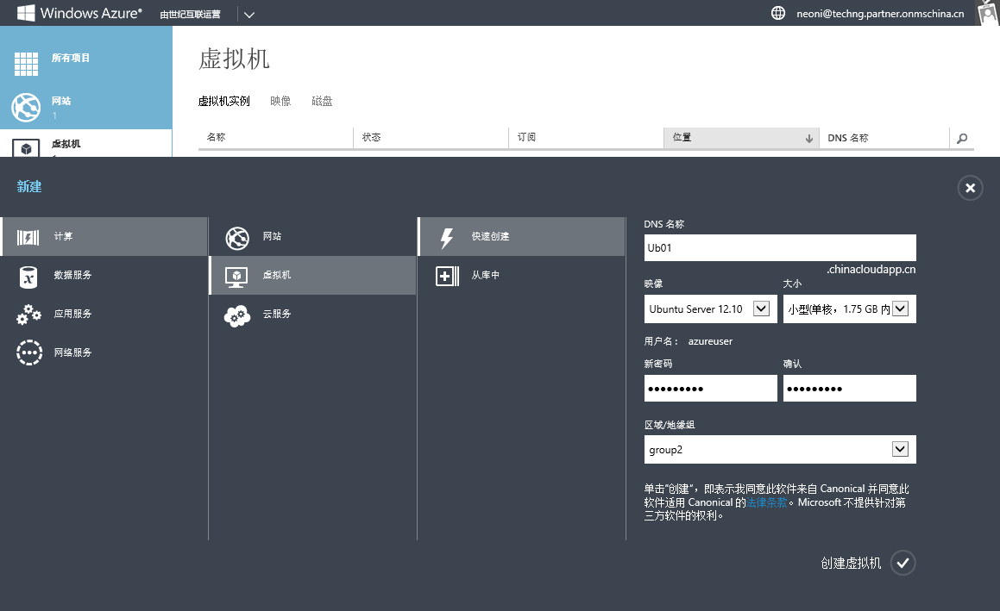 Windows Azure® 由世纪互联运营
neoni@techng.partner.onmschina.cn
所有项目
网站
1
虚拟机
虚拟机
虚拟机实例 映像 磁盘
名称 状态 订阅 位置 DNS 名称
新建
计算
数据服务
应用服务
网络服务
网站
虚拟机
云服务
快速创建
从库中
DNS 名称
Ub01
.chinacloudapp.cn
映像 大小
Ubuntu Server 12.10 小型(单核，1.75 GB 内
用户名： azureuser
新密码 确认
●●●●●●●●● ●●●●●●●●●
区域/地缘组
group2
单击“创建”，即表示我同意此软件来自 Canonical 并同意此
软件适用 Canonical 的法律条款。Microsoft 不提供针对第
三方软件的权利。
创建虚拟机